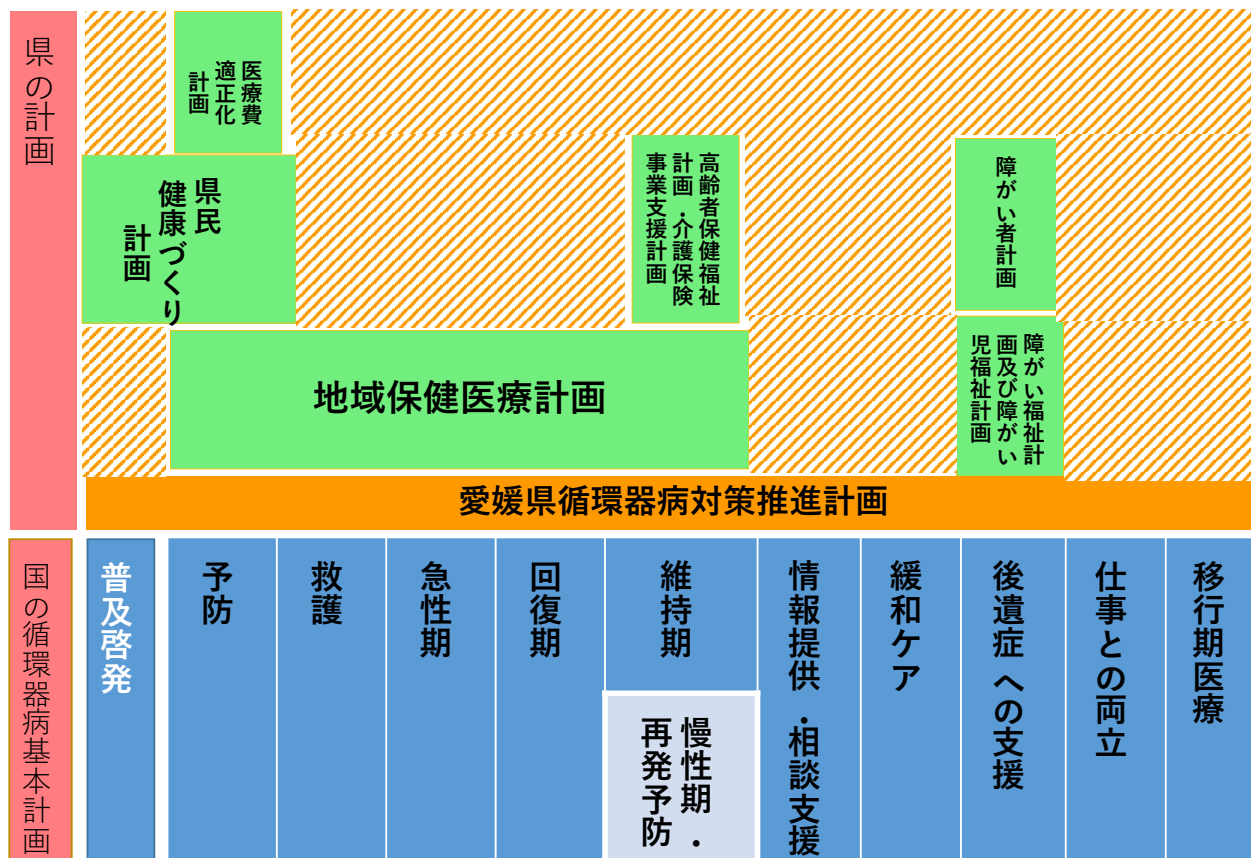 県の計画
医療費
適正化
計画
県民
健康づくり
計画
高齢者保健福祉
計画・介護保険
事業支援計画
障がい者計画
地域保健医療計画
障がい福祉計
画及び障がい
児福祉計画
愛媛県循環器病対策推進計画
国の循環器病基本計画
普及啓発
予防
救護
急性期
回復期
維持期
慢性期・
再発予防
情報提供・相談支援
緩和ケア
後遺症への支援
仕事との両立
移行期医療